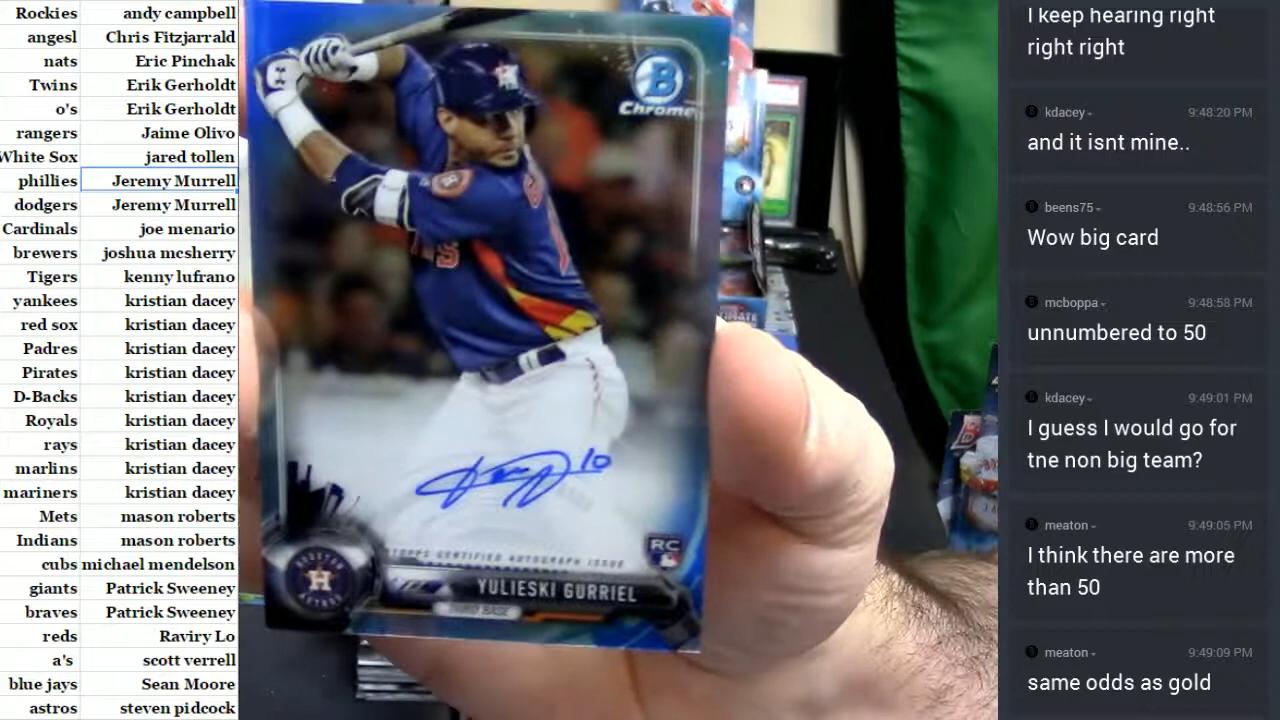 Rockies andy campbell
angesl Chris Fitzjarrald
nats Eric Pinchak
Twins Erik Gerholdt
o's Erik Gerholdt
rangers Jaime Olivo
White Sox jared tollen
phillies Jeremy Murrell
dodgers Jeremy Murrell
Cardinals joe menario
brewers joshua mcsherry
Tigers kenny lufrano
yankees kristian dacey
red sox kristian dacey
Padres kristian dacey
Pirates kristian dacey
D-Backs kristian dacey
Royals kristian dacey
rays kristian dacey
marlins kristian dacey
mariners kristian dacey
Mets mason roberts
Indians mason roberts
cubs michael mendelson
giants Patrick Sweeney
braves Patrick Sweeney
reds Raviry Lo
a's scott verrell
blue jays Sean Moore
astros steven pidcock
B
Chrome
10
TOPPS CERTIFIED AUTOGRAPH ISSUE
RC
HOUSTON
H
ASTROS
YULIESKI GURRIEL
THIRD BASE
I keep hearing right
right right
kdacey 9:48:20 PM
and it isnt mine..
beens75 9:48:56 PM
Wow big card
mcboppa 9:48:58 PM
unnumbered to 50
kdacey 9:49:01 PM
I guess I would go for
tne non big team?
meaton 9:49:05 PM
I think there are more
than 50
meaton 9:49:09 PM
same odds as gold